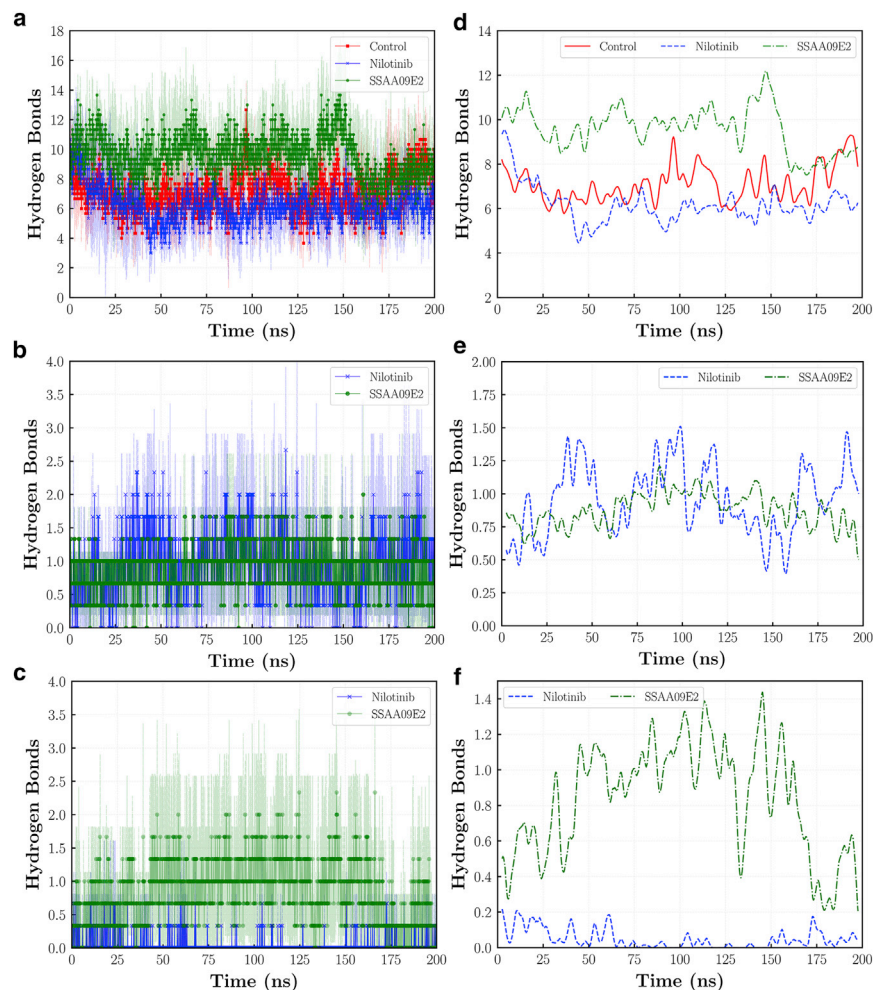 a
18
16
14
12
10
8
6
4
2
0
Hydrogen Bonds
Control
Nilotinib
SSAA09E2
0 25 50 75 100 125 150 175 200
Time (ns)
d
14
12
10
8
6
4
2
Hydrogen Bonds
Control Nilotinib SSAA09E2
0 25 50 75 100 125 150 175 200
Time (ns)
b
4.0
3.5
3.0
2.5
2.0
1.5
1.0
0.5
0.0
Hydrogen Bonds
Nilotinib
SSAA09E2
0 25 50 75 100 125 150 175 200
Time (ns)
e
2.00
1.75
1.50
1.25
1.00
0.75
0.50
0.25
0.00
Hydrogen Bonds
Nilotinib SSAA09E2
0 25 50 75 100 125 150 175 200
Time (ns)
c
4.0
3.5
3.0
2.5
2.0
1.5
1.0
0.5
0.0
Hydrogen Bonds
Nilotinib
SSAA09E2
0 25 50 75 100 125 150 175 200
Time (ns)
f
1.4
1.2
1.0
0.8
0.6
0.4
0.2
0.0
Hydrogen Bonds
Nilotinib SSAA09E2
0 25 50 75 100 125 150 175 200
Time (ns)